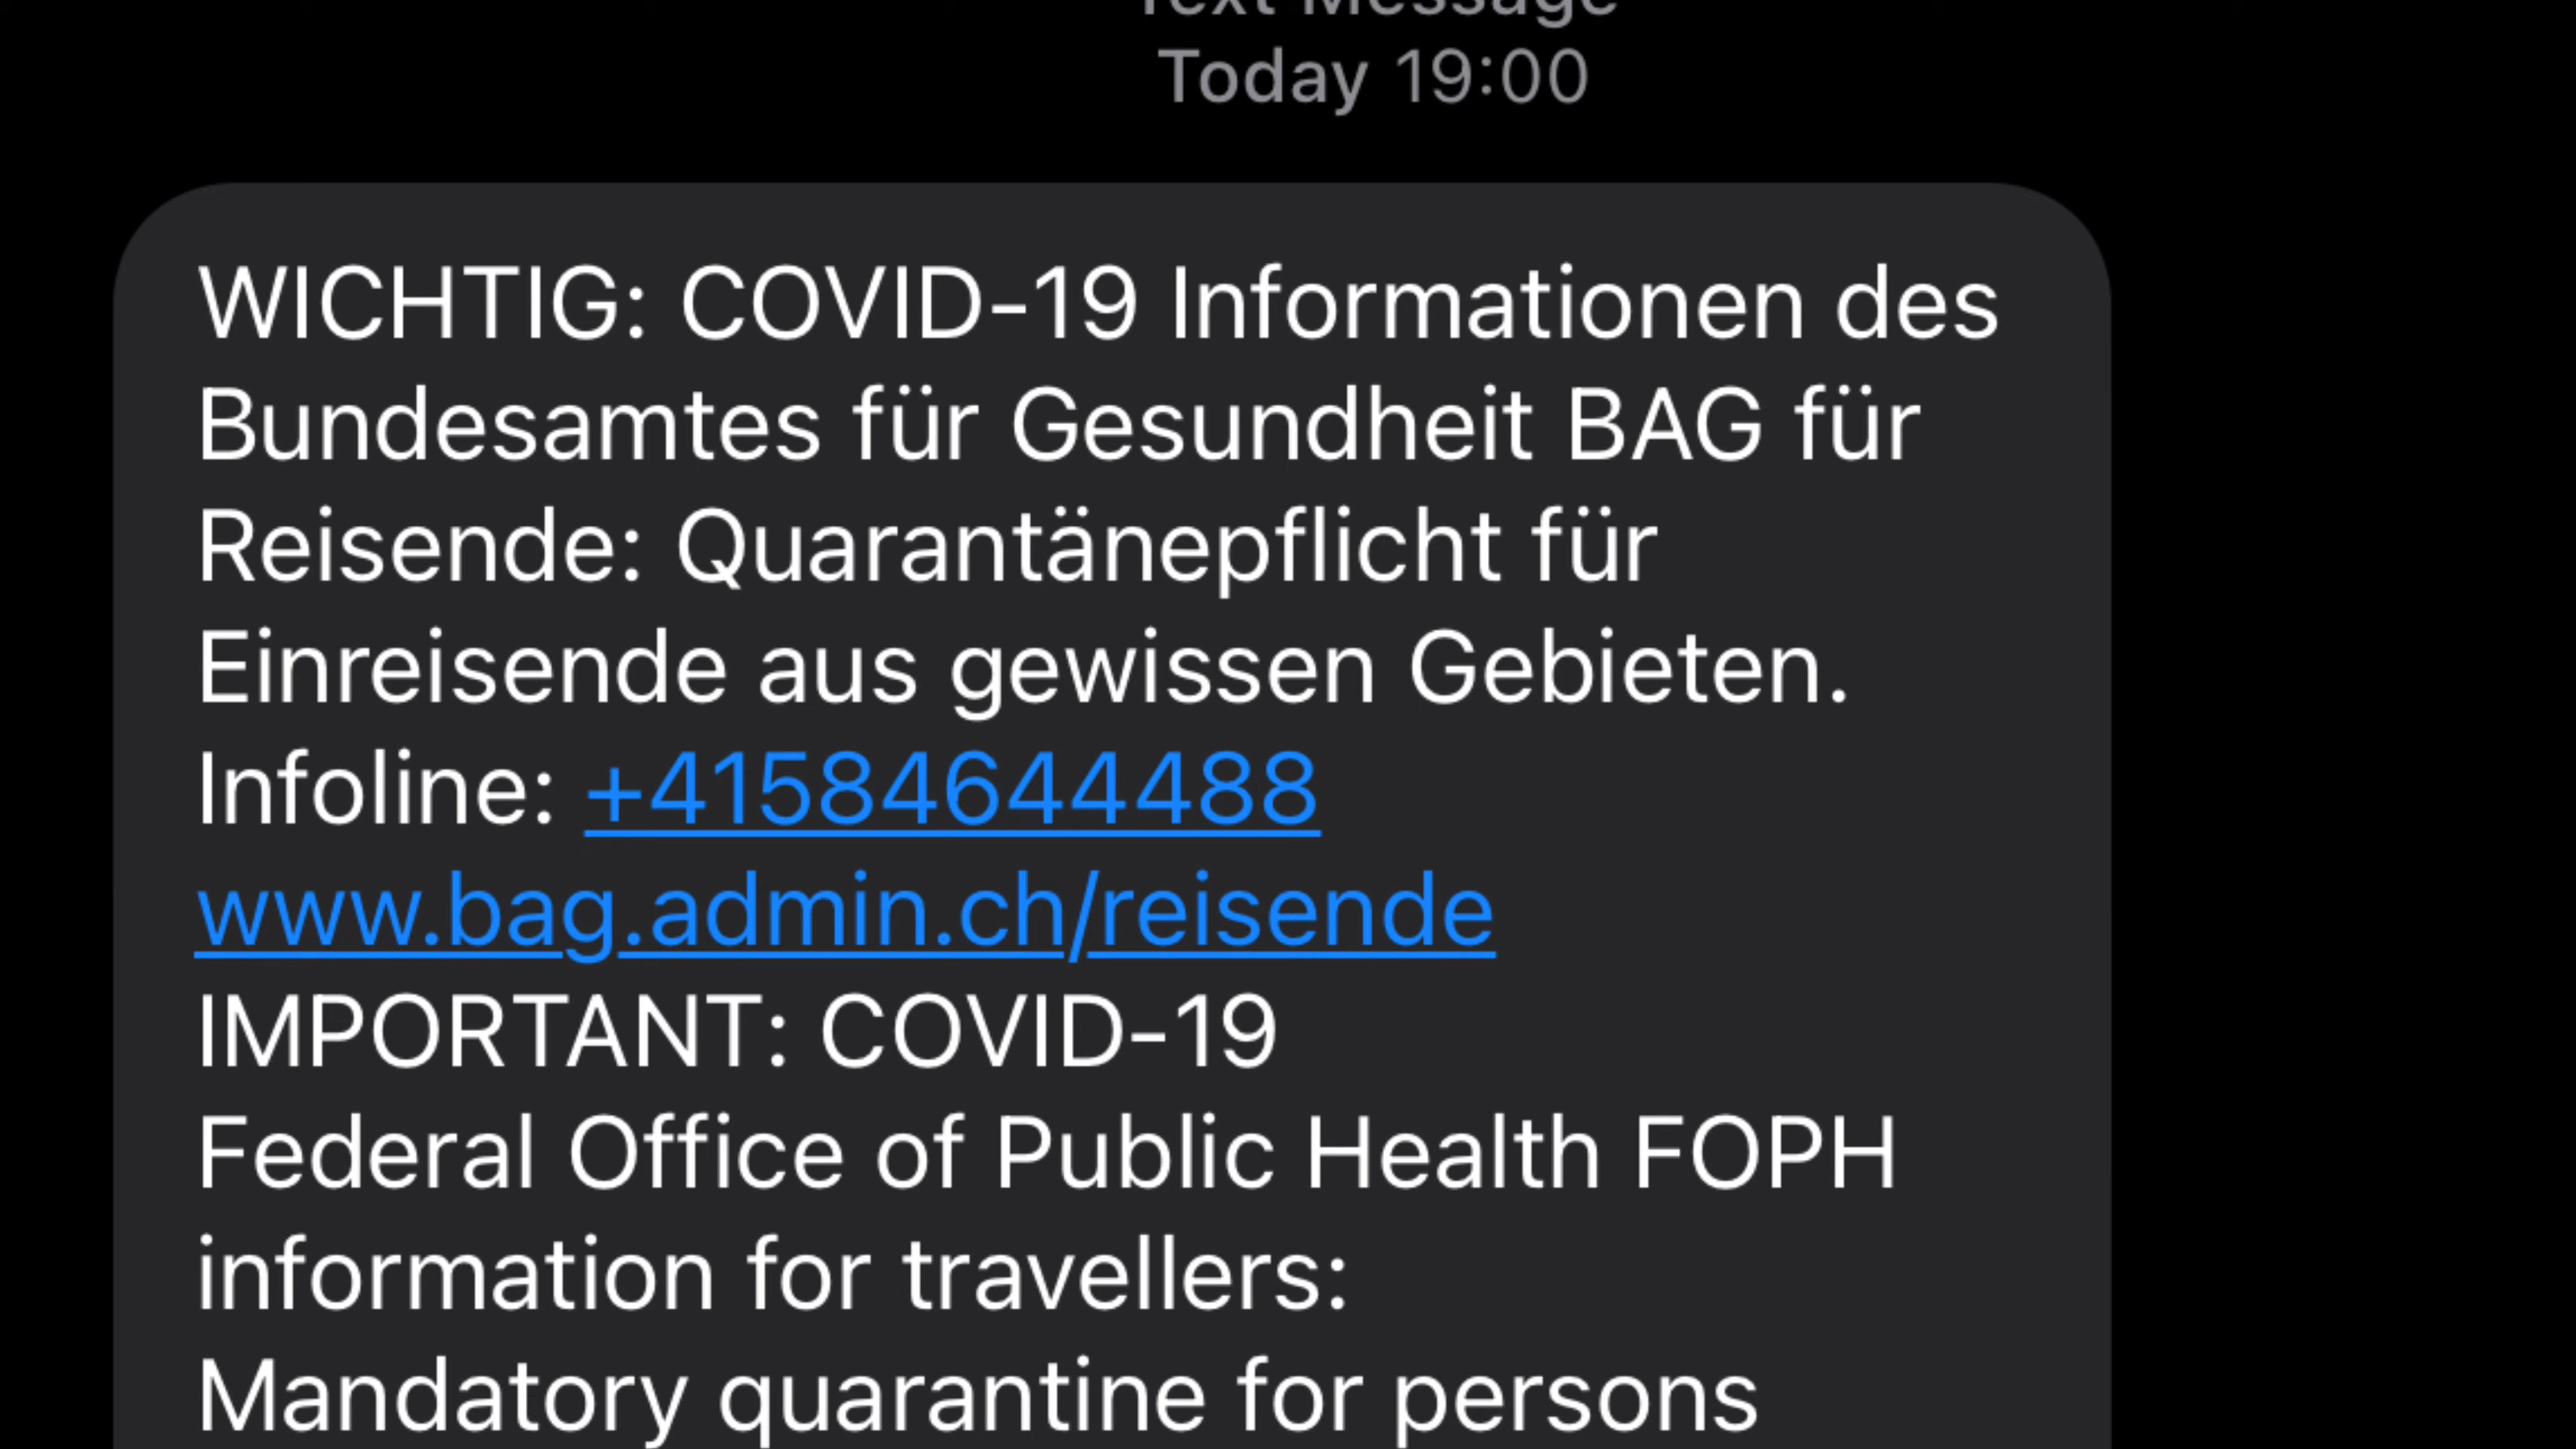 Text Message
Today 19:00
WICHTIG: COVID-19 Informationen des
Bundesamtes für Gesundheit BAG für
Reisende: Quarantänepflicht für
Einreisende aus gewissen Gebieten.
Infoline: +41584644488
www.bag.admin.ch/reisende
IMPORTANT: COVID-19
Federal Office of Public Health FOPH
information for travellers:
Mandatory quarantine for persons